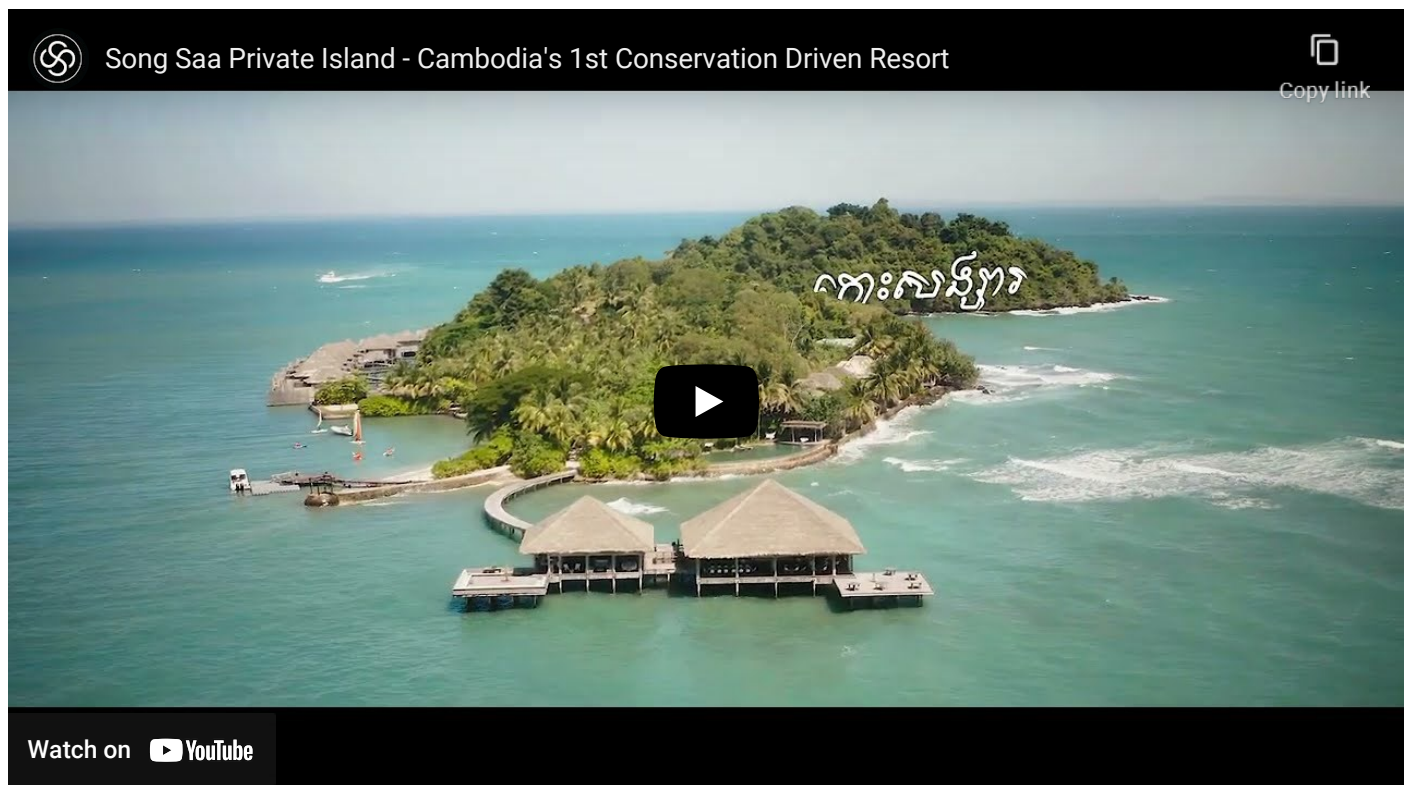 Song Saa Private Island - Cambodia's 1st Conservation Driven Resort
Copy link
កោះសង្សារ
Watch on YouTube